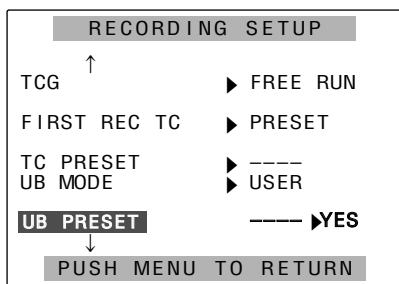 RECORDING SETUP
↑
TCG ▶ FREE RUN
FIRST REC TC ▶ PRESET
TC PRESET ▶ ----
UB MODE ▶ USER
UB PRESET ---- ▶YES
↓
PUSH MENU TO RETURN